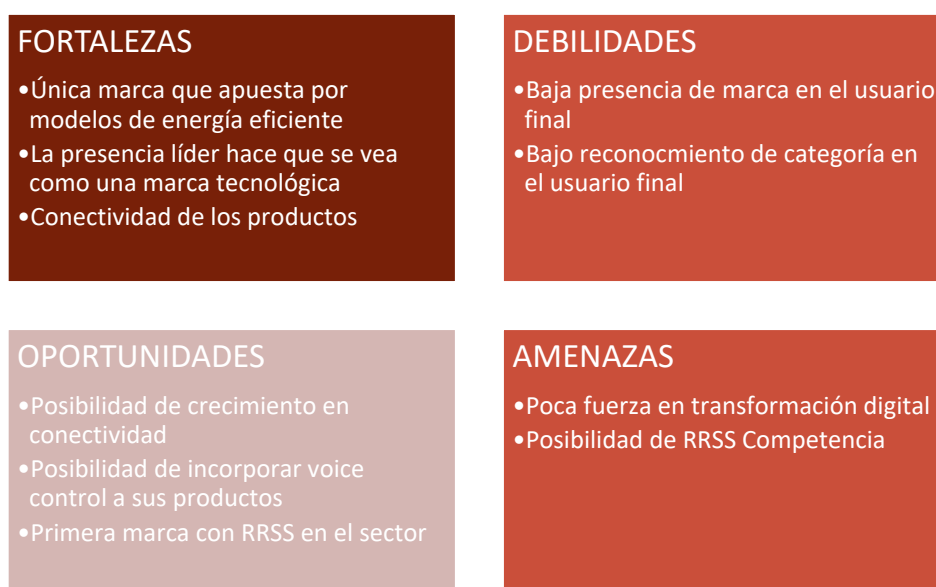 FORTALEZAS
•Única marca que apuesta por
modelos de energía eficiente
•La presencia líder hace que se vea
como una marca tecnológica
•Conectividad de los productos
DEBILIDADES
•Baja presencia de marca en el usuario
final
•Bajo reconocmiento de categoría en
el usuario final
OPORTUNIDADES
•Posibilidad de crecimiento en
conectividad
•Posibilidad de incorporar voice
control a sus productos
•Primera marca con RRSS en el sector
AMENAZAS
•Poca fuerza en transformación digital
•Posibilidad de RRSS Competencia